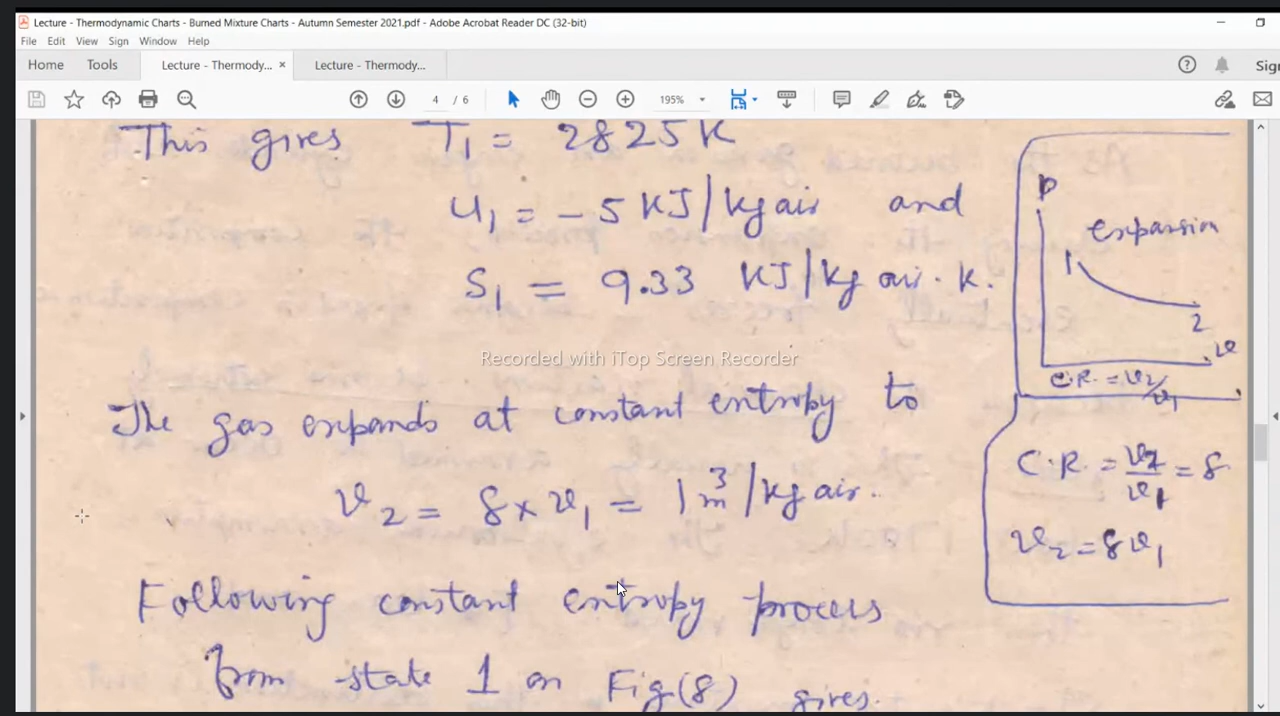 Lecture - Thermodynamic Charts - Burned Mixture Charts - Autumn Semester 2021.pdf - Adobe Acrobat Reader DC (32-bit)
File Edit View Sign Window Help
Home Tools Lecture - Thermody... × Lecture - Thermody... Sign
4 / 6 195%
This gives T₁ = 2825 K
u₁ = - 5 KJ/kg air and
S₁ = 9.33 KJ/kg air. K.
P
expansion
1
2
v
C.R. = v₂/v₁
Recorded with iTop Screen Recorder
The gas expands at constant entropy to
v₂ = 8 × v₁ = 1 m³/kg air.
C.R. = v₂/v₁ = 8
v₂ = 8v₁
Following constant entropy process
from state 1 on Fig (8) gives.